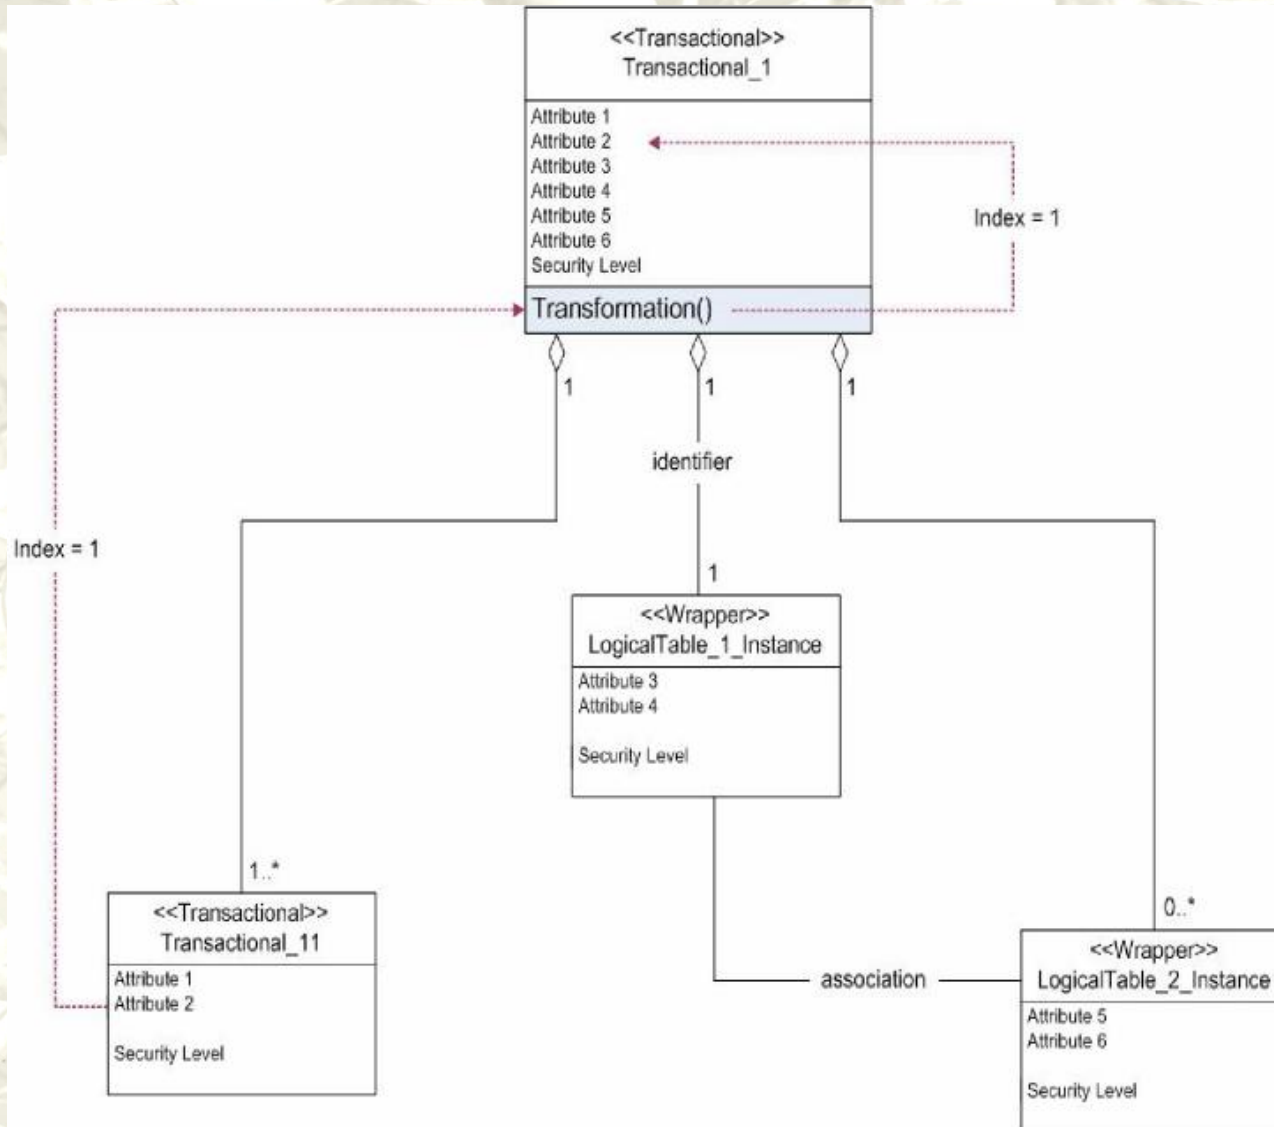 <<Transactional>>
Transactional_1
Attribute 1
Attribute 2
Attribute 3
Attribute 4
Attribute 5
Attribute 6
Security Level
Index = 1
Transformation()
1
1
1
identifier
Index = 1
1
<<Wrapper>>
LogicalTable_1_Instance
Attribute 3
Attribute 4
Security Level
1..*
<<Transactional>>
Transactional_11
Attribute 1
Attribute 2
Security Level
association
0..*
<<Wrapper>>
LogicalTable_2_Instance
Attribute 5
Attribute 6
Security Level